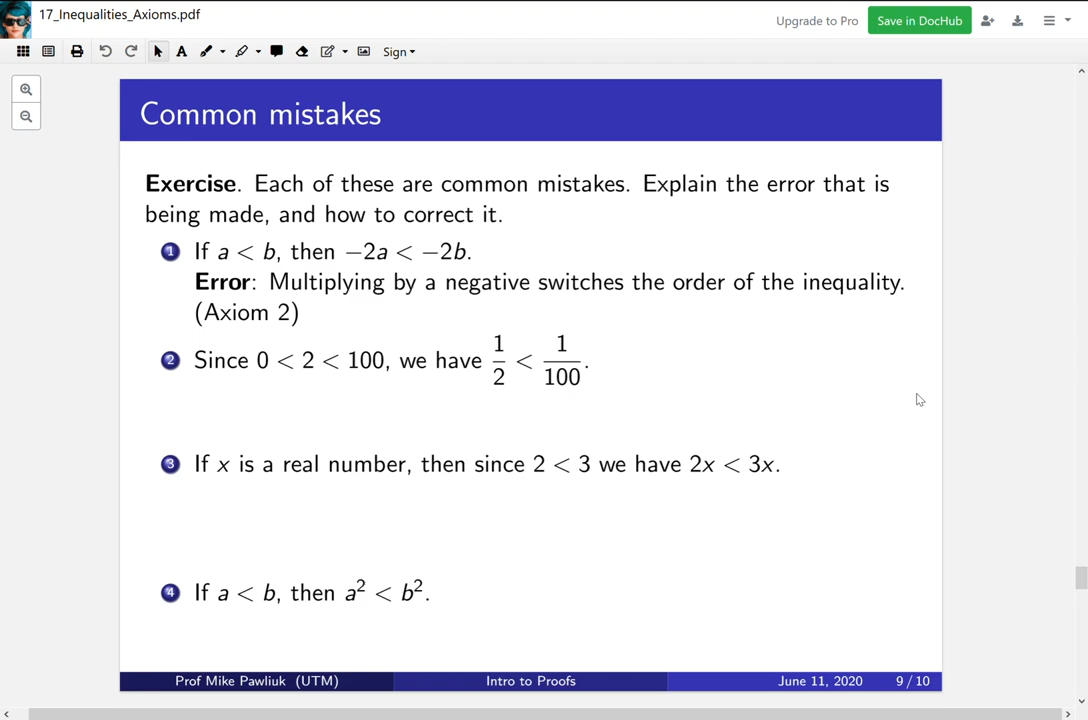 17_Inequalities_Axioms.pdf
Upgrade to Pro
Save in DocHub
A
Sign
Common mistakes
Exercise. Each of these are common mistakes. Explain the error that is
being made, and how to correct it.
1 If a < b, then −2a < −2b.
Error: Multiplying by a negative switches the order of the inequality.
(Axiom 2)
2 Since 0 < 2 < 100, we have 1/2 < 1/100.
3 If x is a real number, then since 2 < 3 we have 2x < 3x.
4 If a < b, then a² < b².
Prof Mike Pawliuk (UTM) Intro to Proofs June 11, 2020 9 / 10